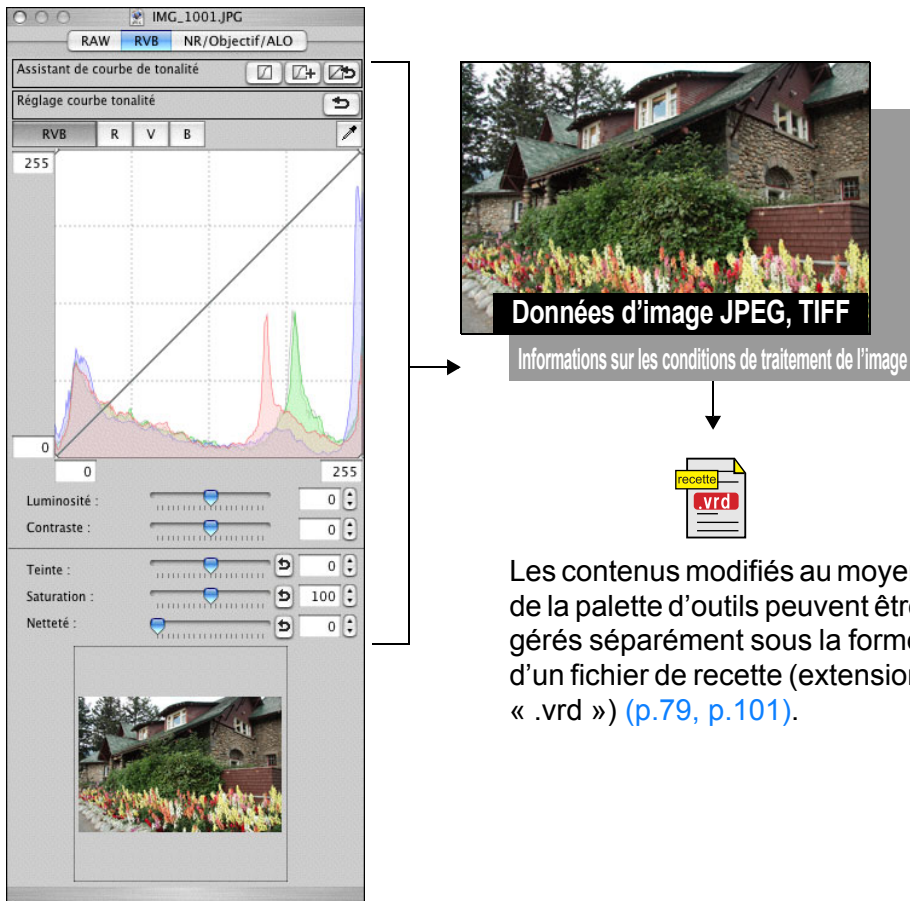 IMG_1001.JPG
RAW RVB NR/Objectif/ALO
Assistant de courbe de tonalité
Réglage courbe tonalité
RVB R V B
255
0
0 255
Luminosité : 0
Contraste : 0
Teinte : 0
Saturation : 100
Netteté : 0
Données d'image JPEG, TIFF
Informations sur les conditions de traitement de l'image
recette
.vrd
Les contenus modifiés au moye
de la palette d'outils peuvent êtr
gérés séparément sous la form
d'un fichier de recette (extension
« .vrd ») (p.79, p.101).